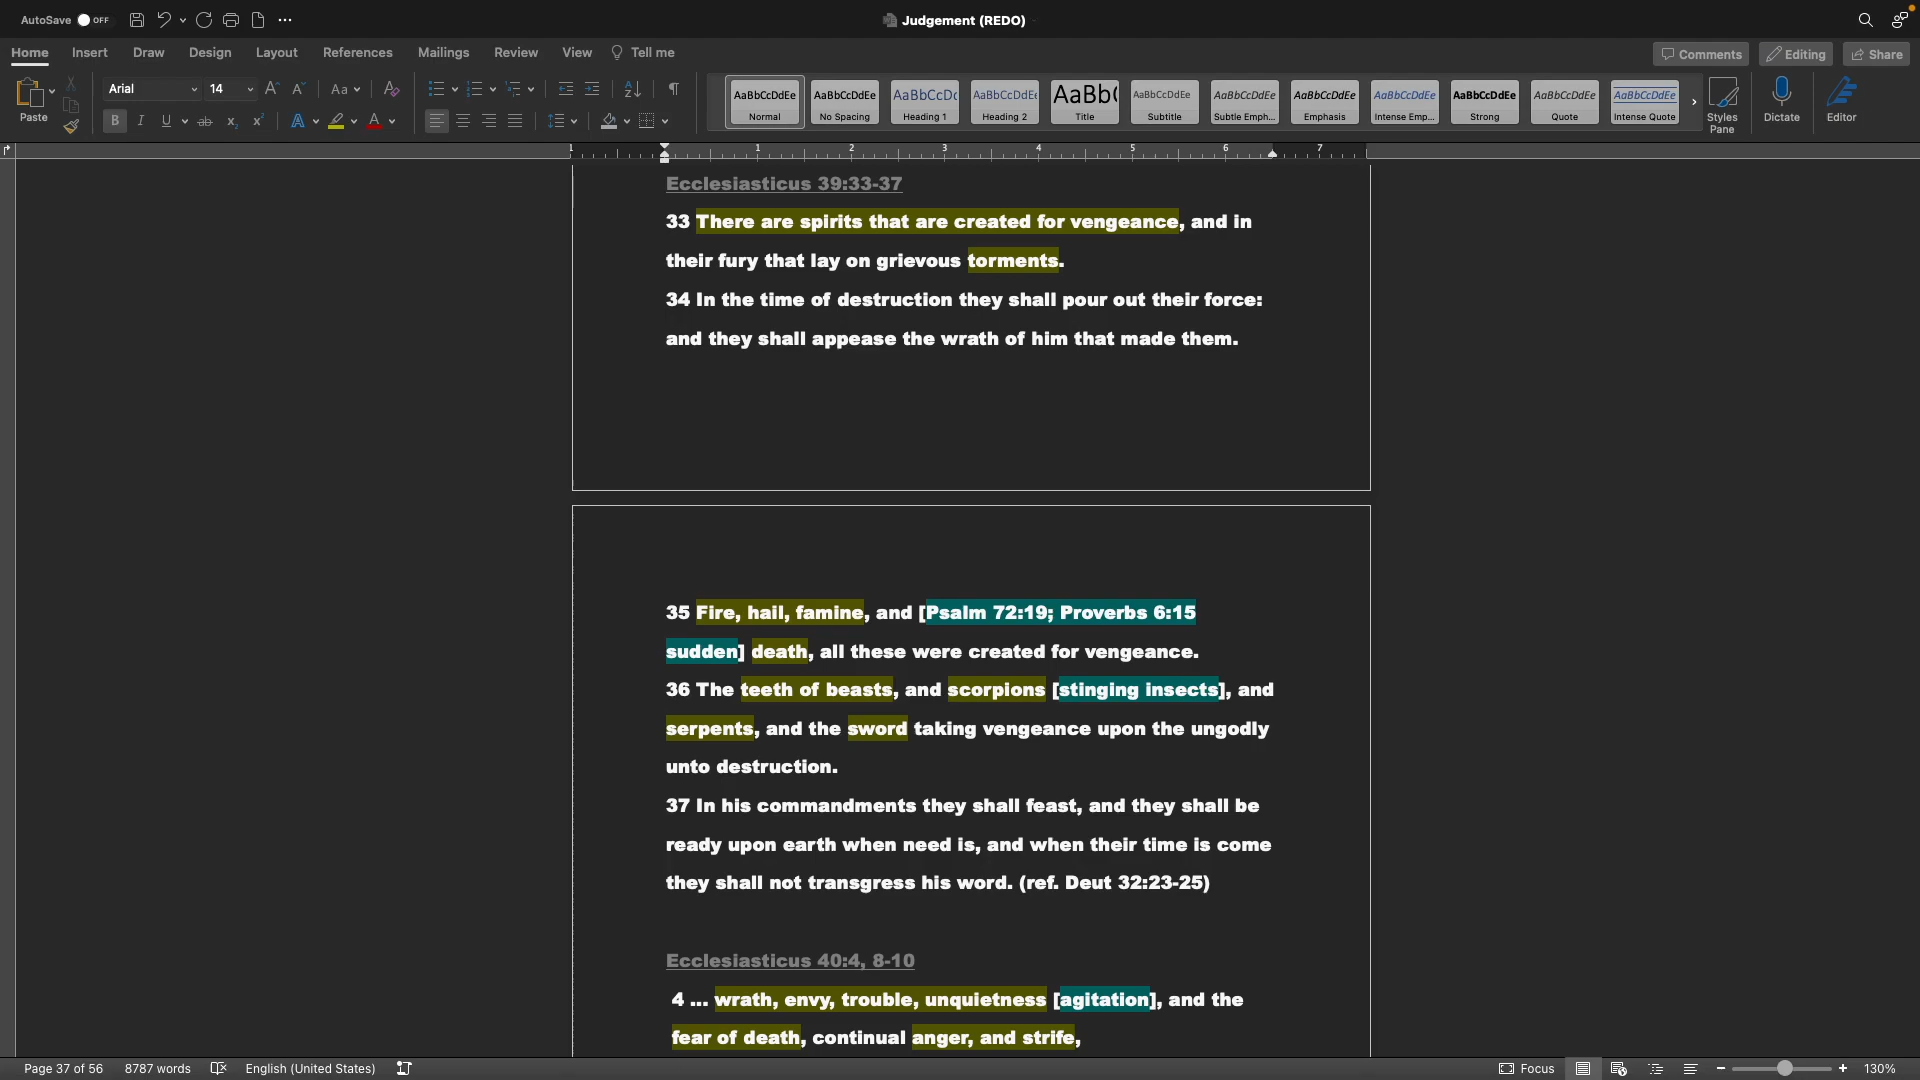 AutoSave OFF
Judgement (REDO)
Home Insert Draw Design Layout References Mailings Review View Tell me
Comments Editing Share
Paste
Arial 14
Aa
AaBbCcDdEe AaBbCcDdEe AaBbCcDc AaBbCcDdEe AaBb( AaBbCcDdEe AaBbCcDdEe AaBbCcDdEe AaBbCcDdEe AaBbCcDdEe AaBbCcDdEe AaBbCcDdEe
Normal No Spacing Heading 1 Heading 2 Title Subtitle Subtle Emph... Emphasis Intense Emp... Strong Quote Intense Quote
Styles Pane
Dictate
Editor
1 1 2 3 4 5 6 7
Ecclesiasticus 39:33-37
33 There are spirits that are created for vengeance, and in
their fury that lay on grievous torments.
34 In the time of destruction they shall pour out their force:
and they shall appease the wrath of him that made them.
35 Fire, hail, famine, and [Psalm 72:19; Proverbs 6:15
sudden] death, all these were created for vengeance.
36 The teeth of beasts, and scorpions [stinging insects], and
serpents, and the sword taking vengeance upon the ungodly
unto destruction.
37 In his commandments they shall feast, and they shall be
ready upon earth when need is, and when their time is come
they shall not transgress his word. (ref. Deut 32:23-25)
Ecclesiasticus 40:4, 8-10
4 ... wrath, envy, trouble, unquietness [agitation], and the
fear of death, continual anger, and strife,
Page 37 of 56 8787 words English (United States) Focus 130%